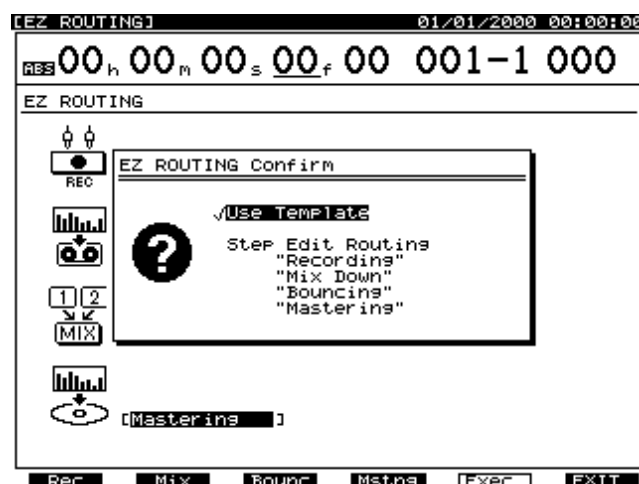 [EZ ROUTING] 01/01/2000 00:00:00
ABS 00h 00m 00s 00f 00 001-1 000
EZ ROUTING
REC
EZ ROUTING Confirm
√Use Template
Step Edit Routing
"Recording"
"Mix Down"
"Bouncing"
"Mastering"
1 2
MIX
[Mastering ]
Rec Mix Bounc Mstng Exec EXIT